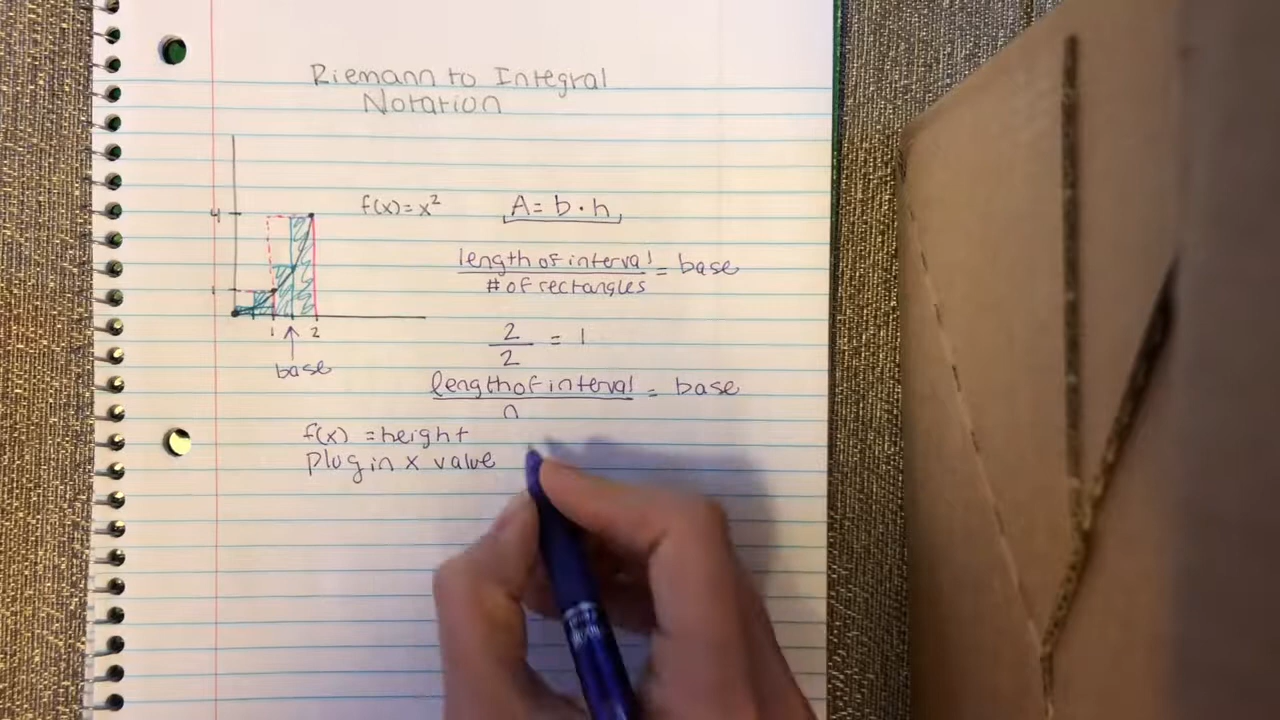 Riemann to Integral
Notation
4
f(x) = x²
A = b · h
length of interval
# of rectangles
= base
1
1 2
base
2
2
= 1
length of interval
n
= base
f(x) = height
plug in x value